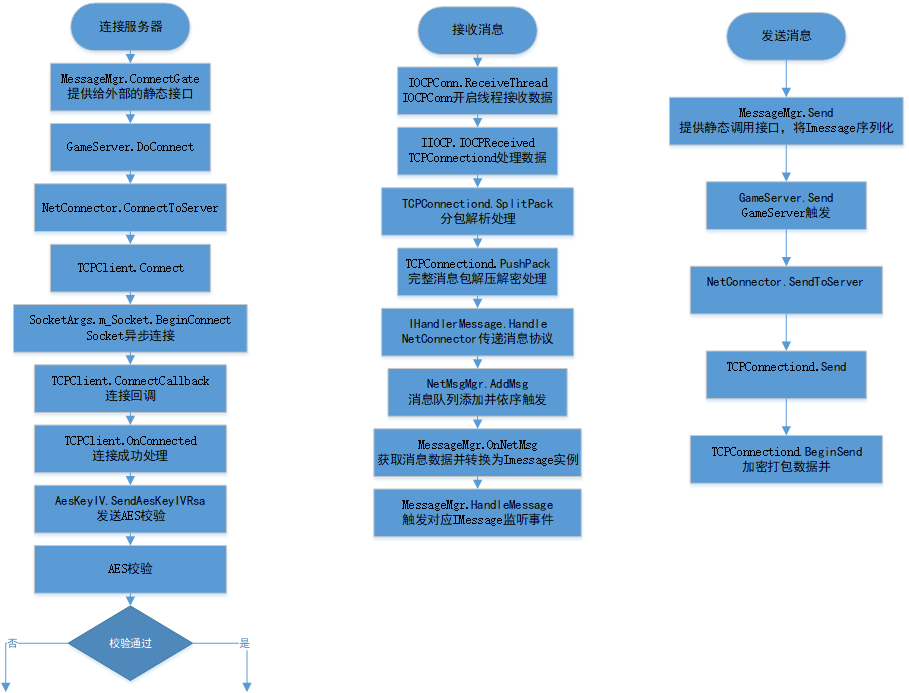 连接服务器
MessageMgr.ConnectGate
提供给外部的静态接口
GameServer.DoConnect
NetConnector.ConnectToServer
TCPClient.Connect
SocketArgs.m_Socket.BeginConnect
Socket异步连接
TCPClient.ConnectCallback
连接回调
TCPClient.OnConnected
连接成功处理
AesKeyIV.SendAesKeyIVRsa
发送AES校验
AES校验
校验通过
否
是
接收消息
IOCPConn.ReceiveThread
IOCPConn开启线程接收数据
IIOCP.IOCPReceived
TCPConnectiond处理数据
TCPConnectiond.SplitPack
分包解析处理
TCPConnectiond.PushPack
完整消息包解压解密处理
IHandlerMessage.Handle
NetConnector传递消息协议
NetMsgMgr.AddMsg
消息队列添加并依序触发
MessageMgr.OnNetMsg
获取消息数据并转换为Imessage实例
MessageMgr.HandleMessage
触发对应IMessage监听事件
发送消息
MessageMgr.Send
提供静态调用接口，将Imessage序列化
GameServer.Send
GameServer触发
NetConnector.SendToServer
TCPConnectiond.Send
TCPConnectiond.BeginSend
加密打包数据并